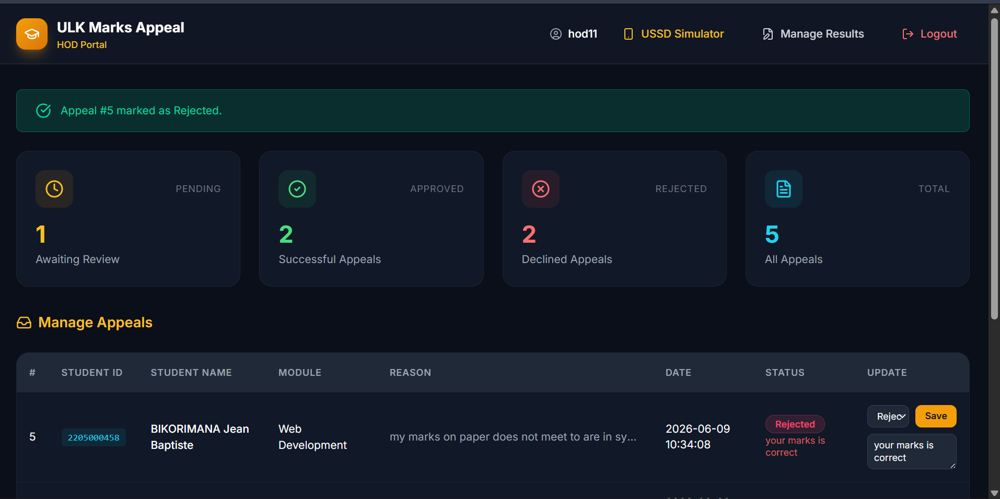 ULK Marks Appeal
HOD Portal
hod11
USSD Simulator
Manage Results
Logout
Appeal #5 marked as Rejected.
PENDING
1
Awaiting Review
APPROVED
2
Successful Appeals
REJECTED
2
Declined Appeals
TOTAL
5
All Appeals
Manage Appeals
# STUDENT ID STUDENT NAME MODULE REASON DATE STATUS UPDATE
5
2205000458
BIKORIMANA Jean
Baptiste
Web
Development
my marks on paper does not meet to are in sy...
2026-06-09
10:34:08
Rejected
your marks is
correct
Rejec
Save
your marks is
correct